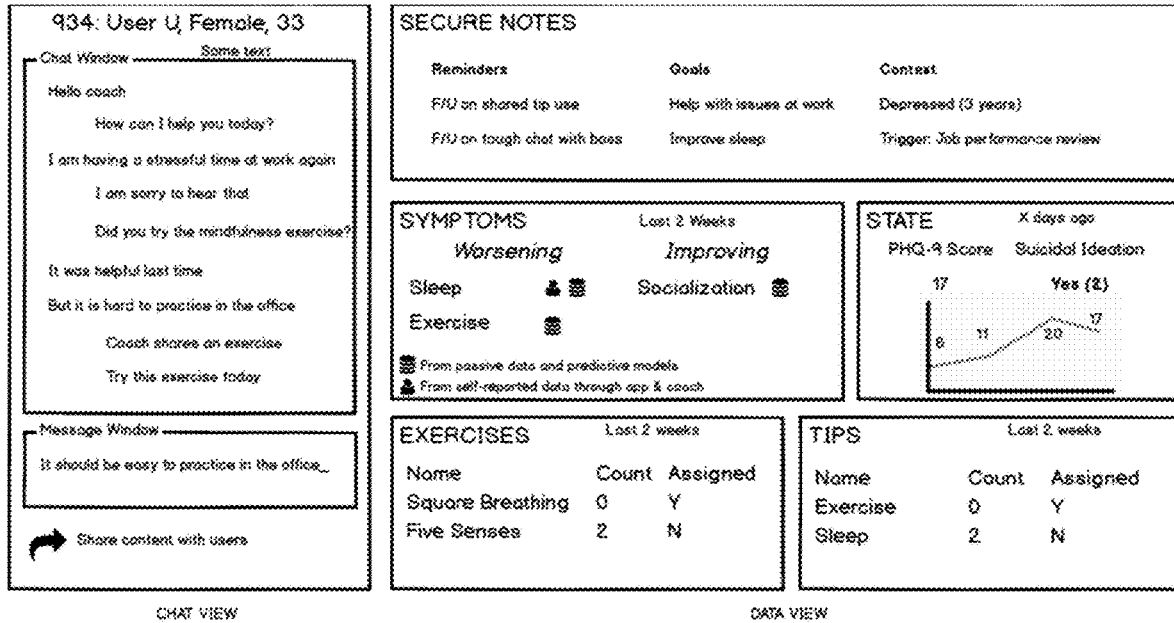 934: User U, Female, 33
Some text
Chat Window
Hello coach
How can I help you today?
I am having a stressful time at work again
I am sorry to hear that
Did you try the mindfulness exercise?
It was helpful last time
But it is hard to practice in the office
Coach shares an exercise
Try this exercise today
Message Window
It should be easy to practice in the office_
Share content with users
CHAT VIEW
SECURE NOTES
Reminders Goals Context
F/U on shared tip use Help with issues at work Depressed (3 years)
F/U on tough chat with boss Improve sleep Trigger: Job performance review
SYMPTOMS Last 2 Weeks
Worsening Improving
Sleep Socialization
Exercise
From passive data and predictive models
From self-reported data through app & coach
STATE X days ago
PHQ-9 Score Suicidal Ideation
17 Yes (2)
8 11 20 17
EXERCISES Last 2 weeks
Name Count Assigned
Square Breathing 0 Y
Five Senses 2 N
TIPS Last 2 weeks
Name Count Assigned
Exercise 0 Y
Sleep 2 N
DATA VIEW